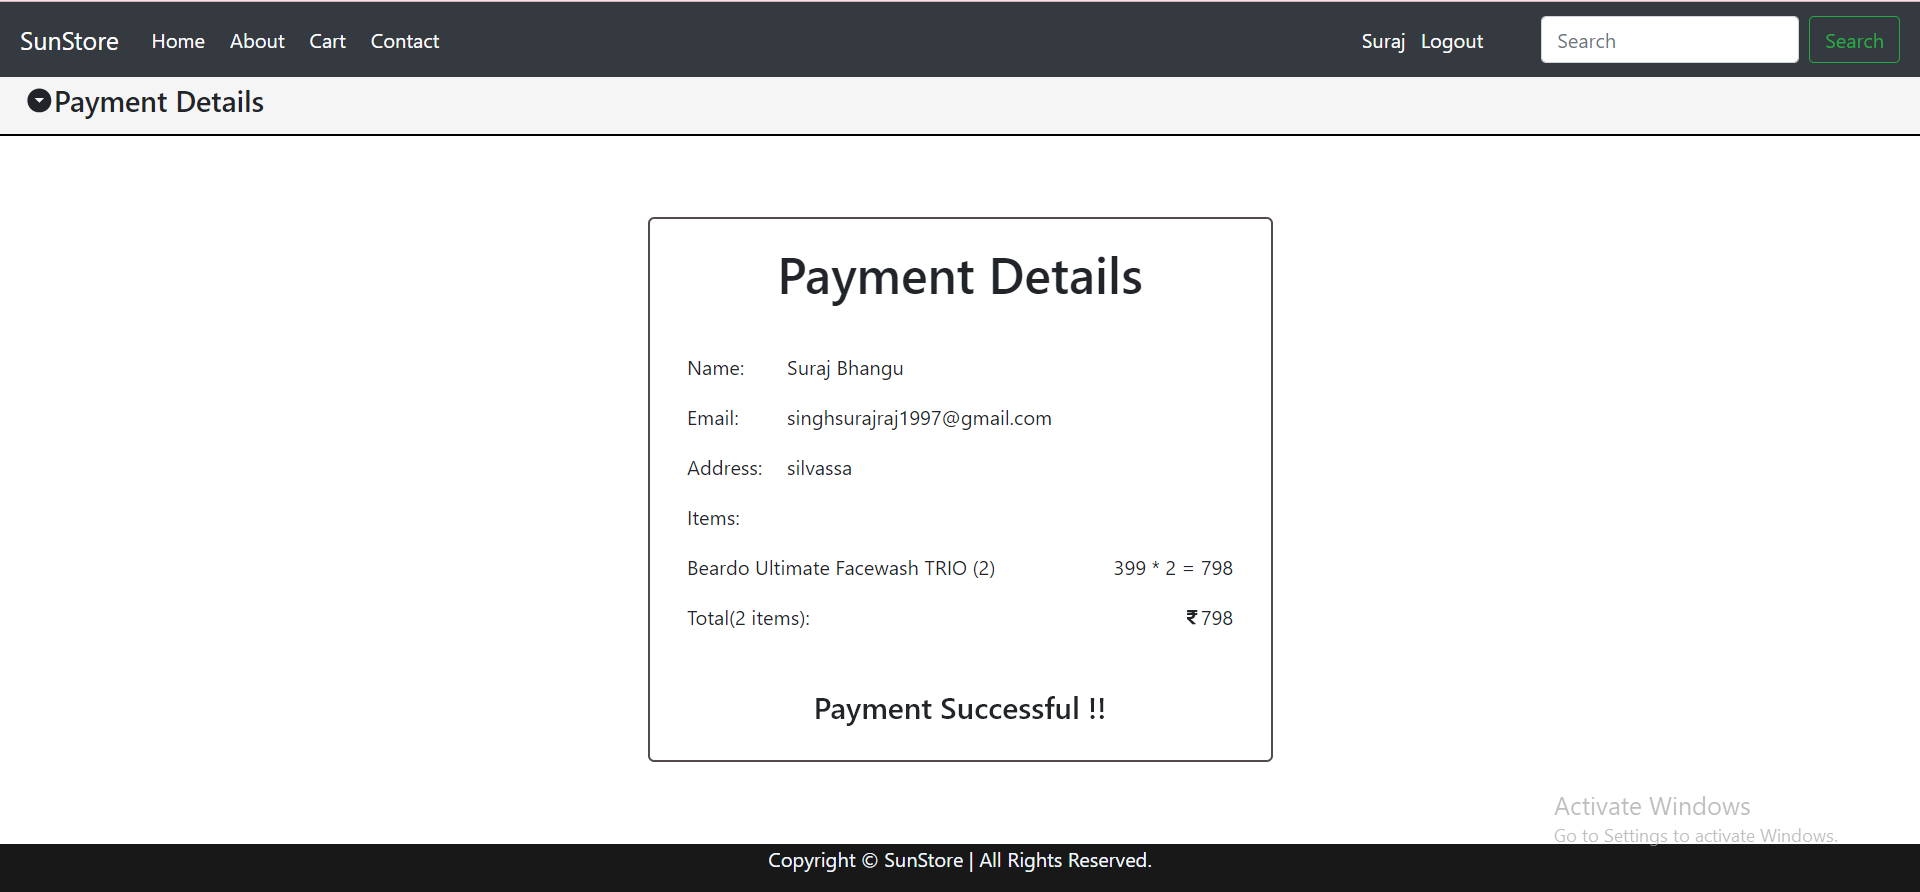 SunStore Home About Cart Contact Suraj Logout Search Search
Payment Details
Payment Details
Name: Suraj Bhangu
Email: singhsurajraj1997@gmail.com
Address: silvassa
Items:
Beardo Ultimate Facewash TRIO (2) 399 * 2 = 798
Total(2 items): ₹798
Payment Successful !!
Activate Windows
Go to Settings to activate Windows.
Copyright © SunStore | All Rights Reserved.